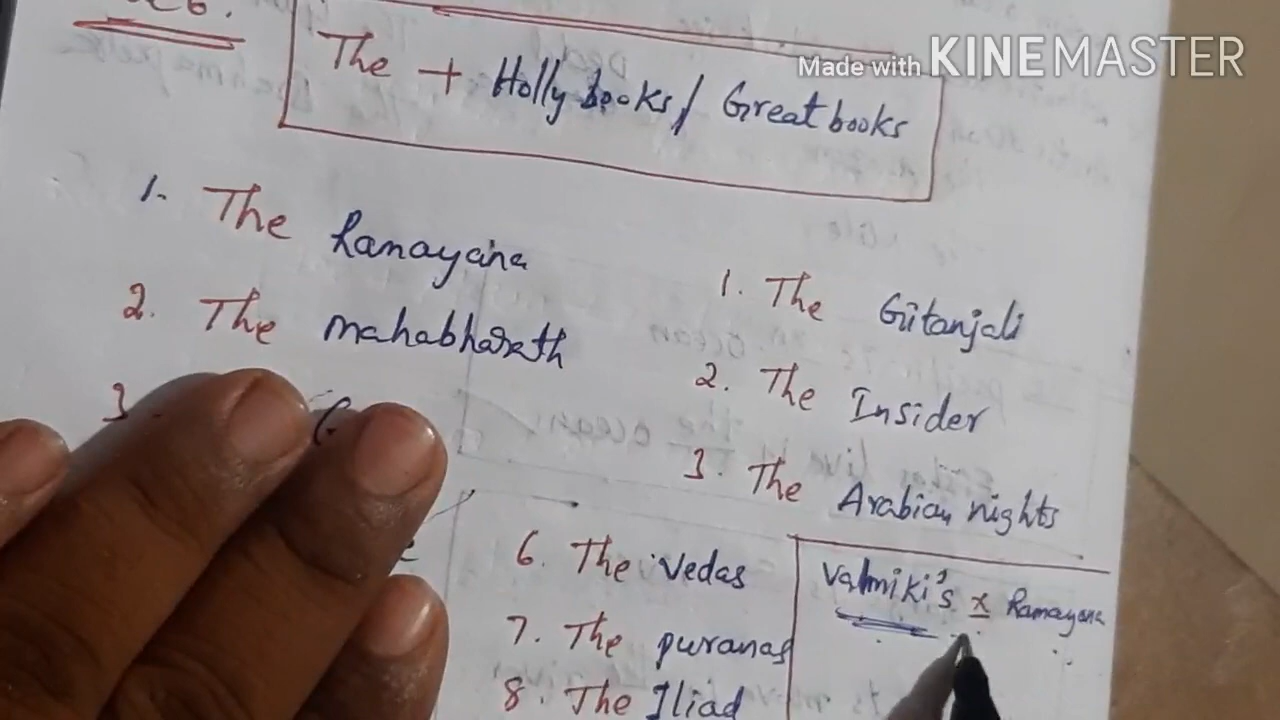 Made with KINEMASTER
The + Holly books / Great books
1. The Ramayana
2. The mahabharath
3.
1. The Gitanjali
2. The Insider
3. The Arabian nights
6. The Vedas
7. The puranas
8. The Iliad
Valmiki's x Ramayana